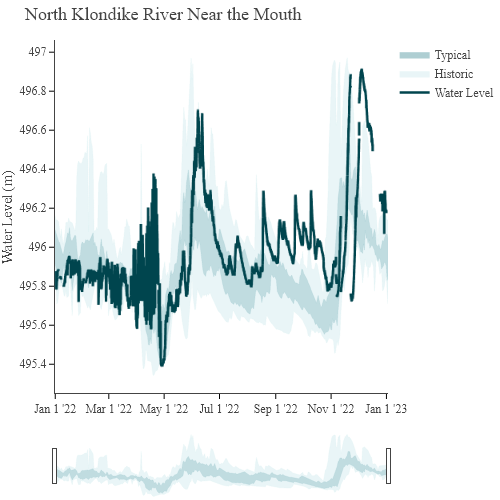 North Klondike River Near the Mouth
Typical
Historic
Water Level
Water Level (m)
497
496.8
496.6
496.4
496.2
496
495.8
495.6
495.4
Jan 1 '22 Mar 1 '22 May 1 '22 Jul 1 '22 Sep 1 '22 Nov 1 '22 Jan 1 '23